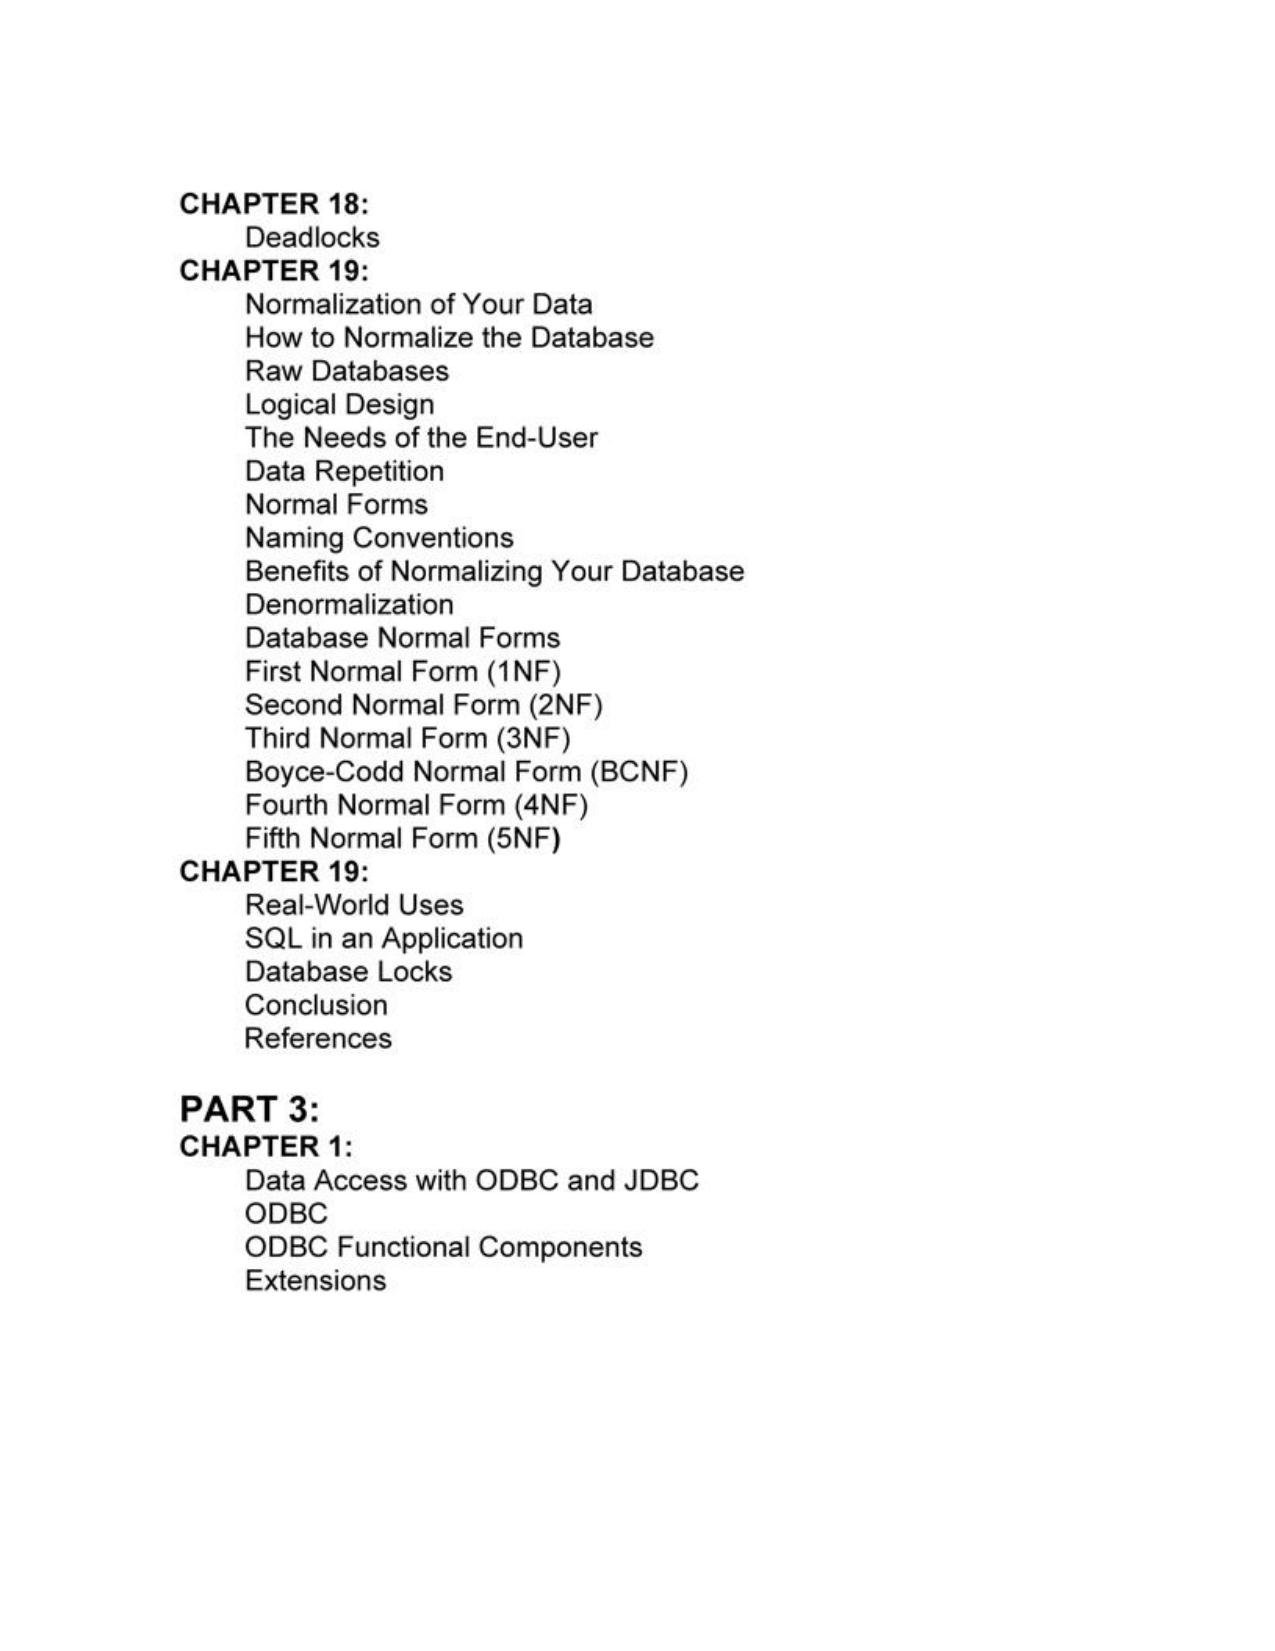 CHAPTER 18:
Deadlocks
CHAPTER 19:
Normalization of Your Data
How to Normalize the Database
Raw Databases
Logical Design
The Needs of the End-User
Data Repetition
Normal Forms
Naming Conventions
Benefits of Normalizing Your Database
Denormalization
Database Normal Forms
First Normal Form (1NF)
Second Normal Form (2NF)
Third Normal Form (3NF)
Boyce-Codd Normal Form (BCNF)
Fourth Normal Form (4NF)
Fifth Normal Form (5NF)
CHAPTER 19:
Real-World Uses
SQL in an Application
Database Locks
Conclusion
References
PART 3:
CHAPTER 1:
Data Access with ODBC and JDBC
ODBC
ODBC Functional Components
Extensions